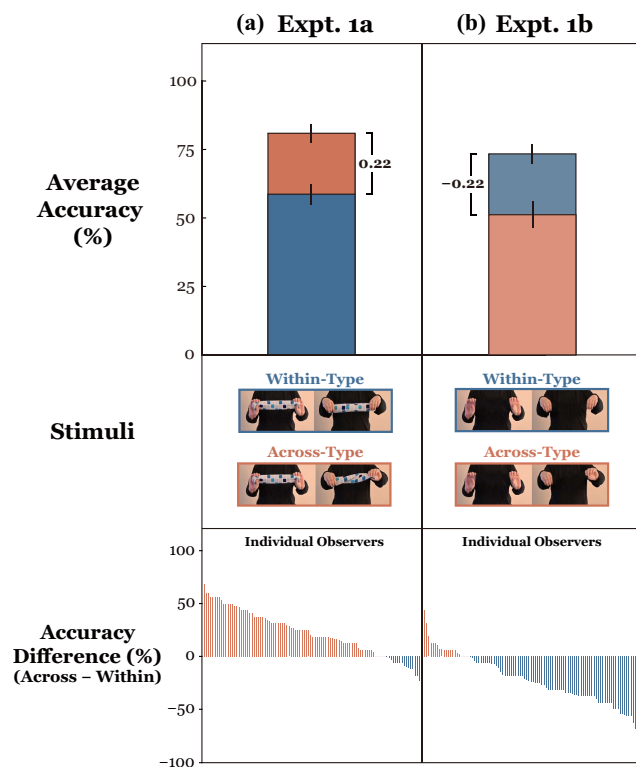 (a) Expt. 1a
(b) Expt. 1b
Average
Accuracy
(%)
100
75
50
25
0
0.22
−0.22
Stimuli
Within-Type
Across-Type
Within-Type
Across-Type
Accuracy
Difference (%)
(Across – Within)
100
50
0
−50
−100
Individual Observers
Individual Observers